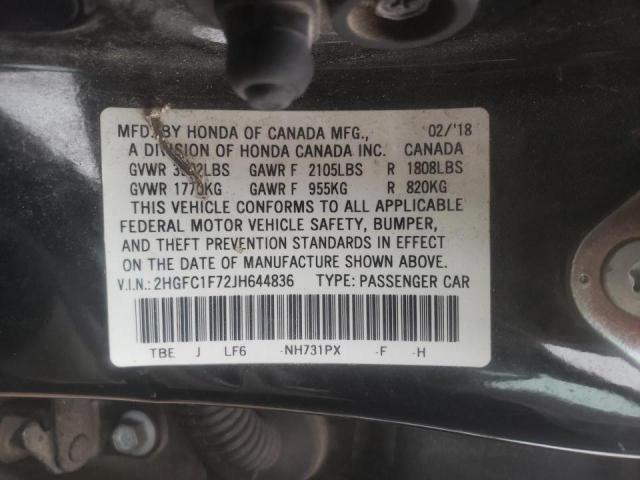 MFD. BY HONDA OF CANADA MFG., 02/'18
A DIVISION OF HONDA CANADA INC. CANADA
GVWR GAWR F 2105LBS R 1808LBS
GVWR GAWR F 955KG R 820KG
THIS VEHICLE CONFORMS TO ALL APPLICABLE
FEDERAL MOTOR VEHICLE SAFETY, BUMPER,
AND THEFT PREVENTION STANDARDS IN EFFECT
ON THE DATE OF MANUFACTURE SHOWN ABOVE.
V.I.N.: 2HGFC1F72JH644836 TYPE: PASSENGER CAR
TBE J LF6 -NH731PX -F -H